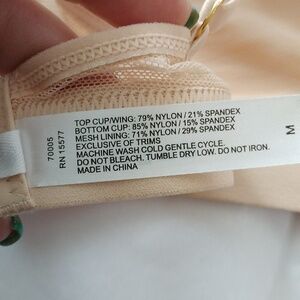 70005
RN 15577
TOP CUP/WING: 79% NYLON / 21% SPANDEX
BOTTOM CUP: 85% NYLON / 15% SPANDEX
MESH LINING: 71% NYLON / 29% SPANDEX
EXCLUSIVE OF TRIMS
MACHINE WASH COLD GENTLE CYCLE.
DO NOT BLEACH. TUMBLE DRY LOW. DO NOT IRON.
MADE IN CHINA
M